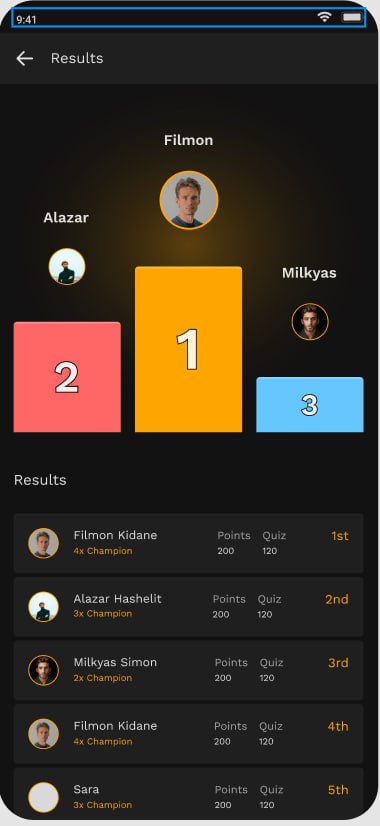 9:41
Results
Filmon
Alazar
Milkyas
1
2
3
Results
Filmon Kidane Points Quiz 1st
4x Champion 200 120
Alazar Hashelit Points Quiz 2nd
3x Champion 200 120
Milkyas Simon Points Quiz 3rd
2x Champion 200 120
Filmon Kidane Points Quiz 4th
4x Champion 200 120
Sara Points Quiz 5th
3x Champion 200 120